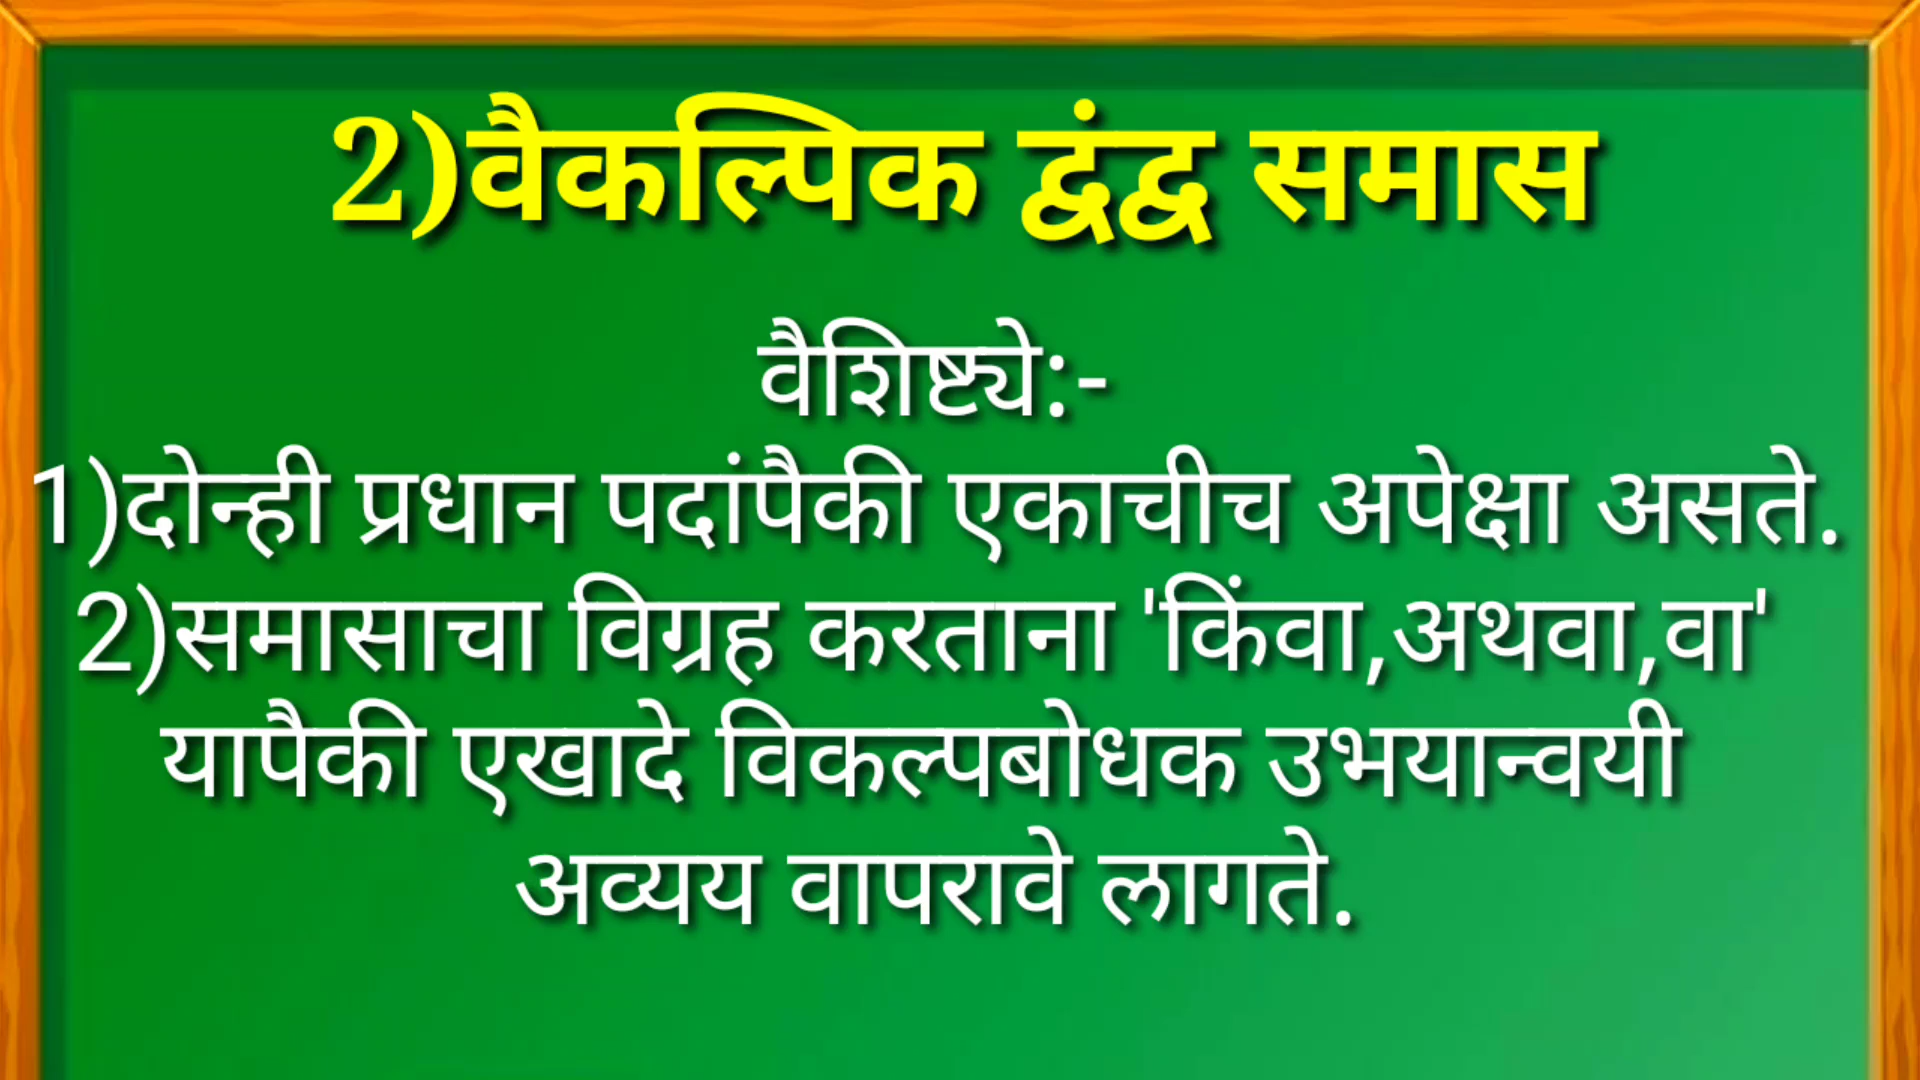 2)वैकल्पिक द्वंद्व समास
वैशिष्ट्ये:-
1)दोन्ही प्रधान पदांपैकी एकाचीच अपेक्षा असते.
2)समासाचा विग्रह करताना 'किंवा,अथवा,वा'
यापैकी एखादे विकल्पबोधक उभयान्वयी
अव्यय वापरावे लागते.